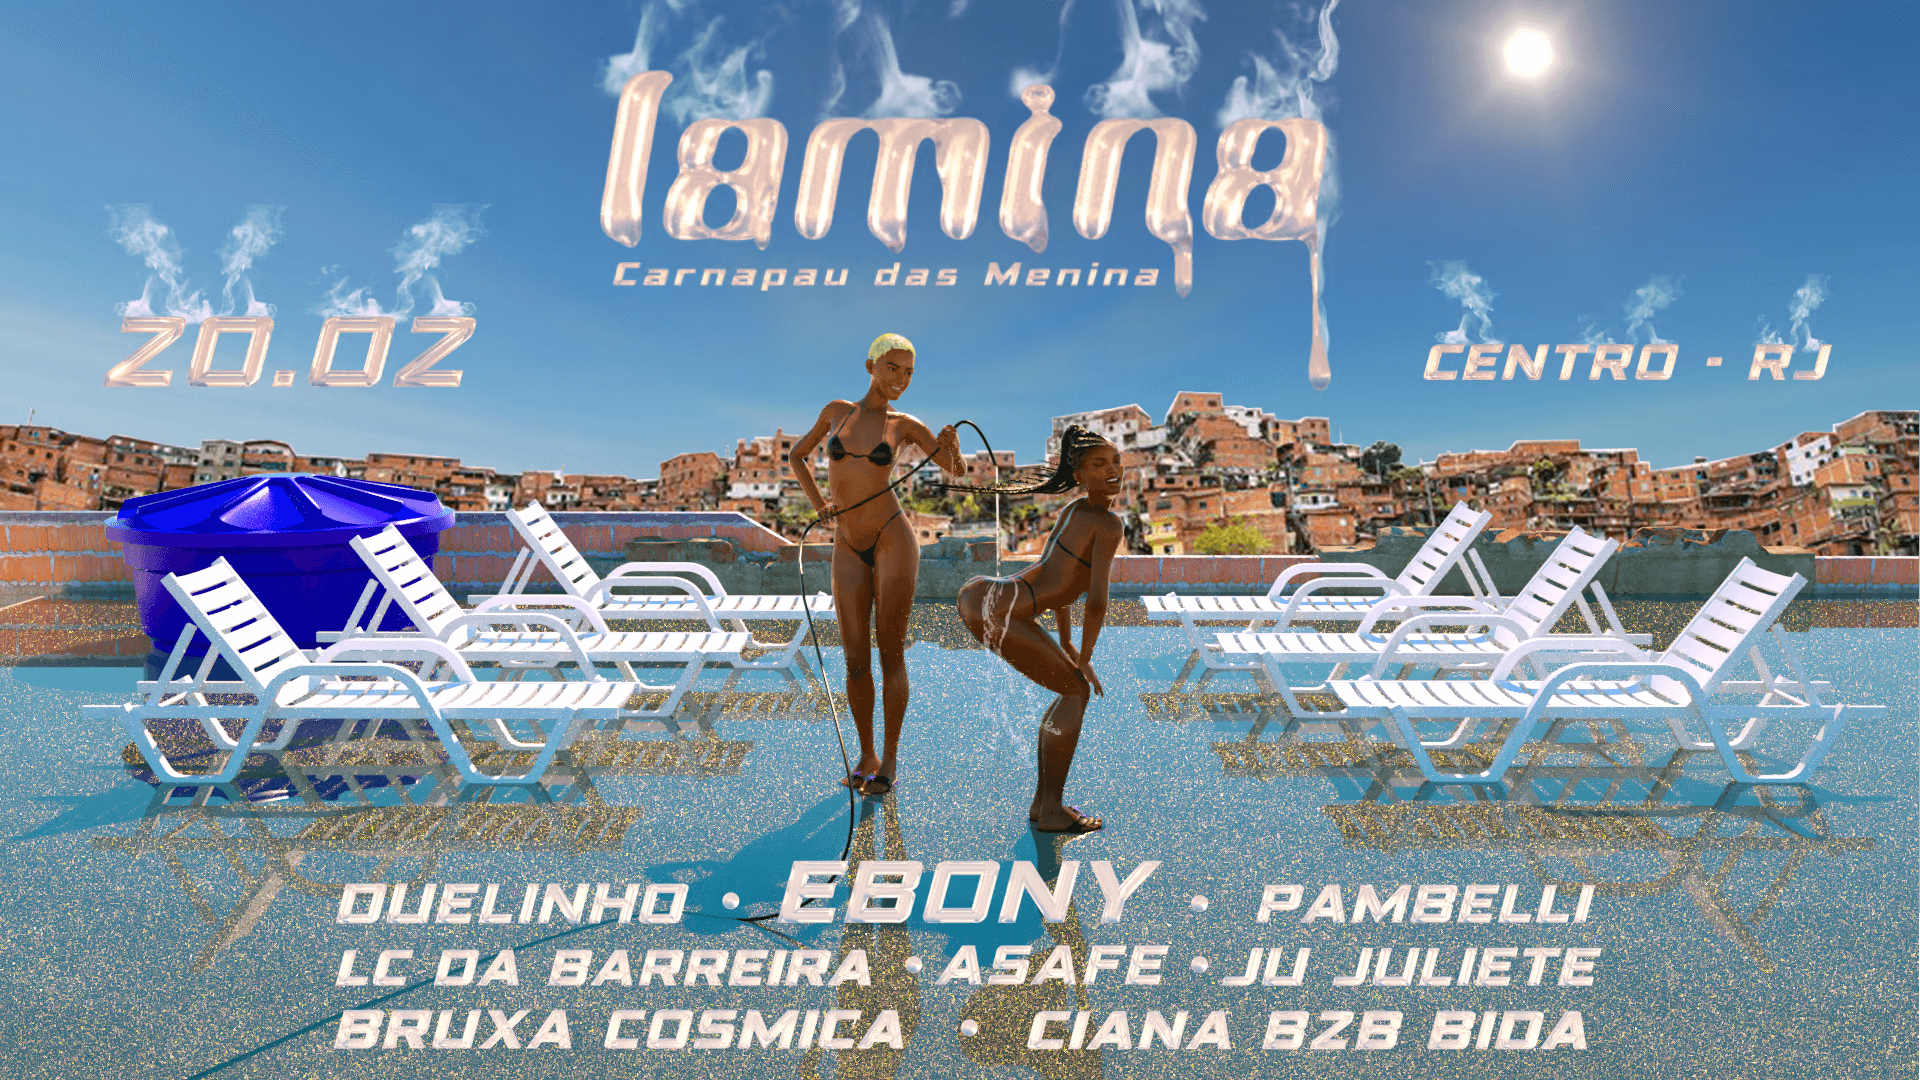 lamina
Carnapau das Menina
20.02
CENTRO - RJ
DUELINHO • EBONY • PAMBELLI
LC DA BARREIRA • ASAFE • JU JULIETE
BRUXA COSMICA • CIANA B2B BIDA